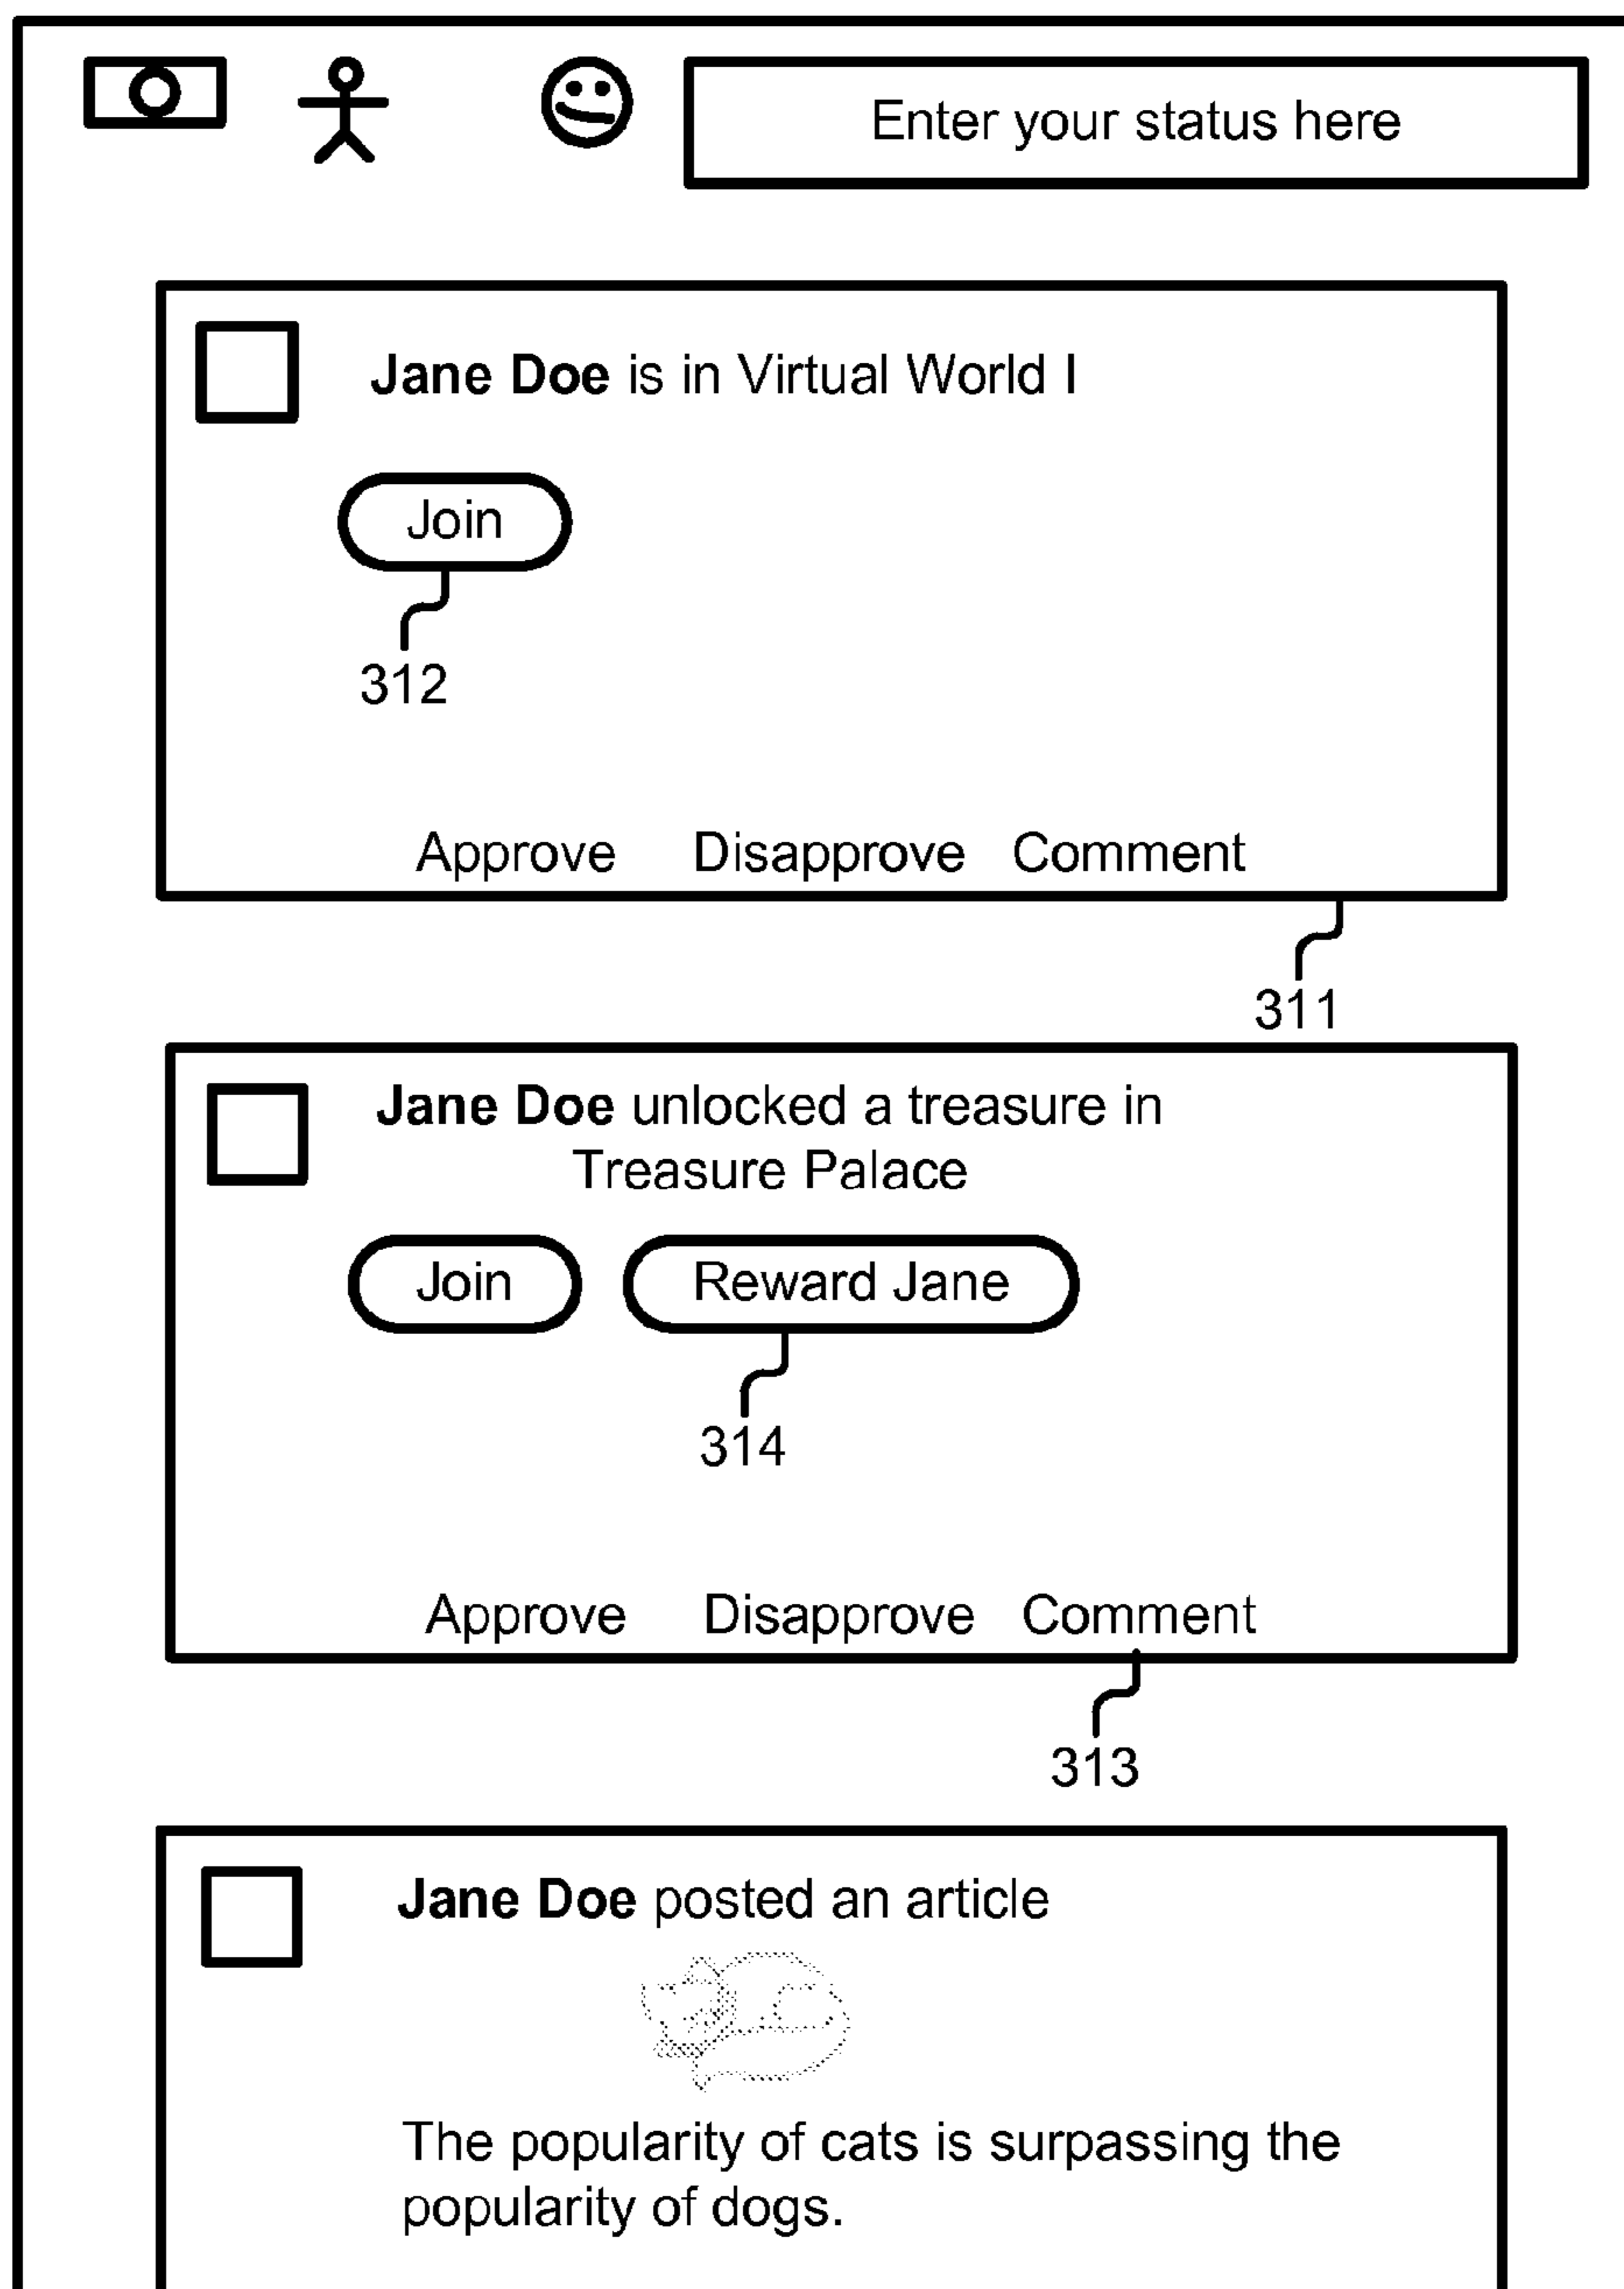 Enter your status here
Jane Doe is in Virtual World I
Join
312
Approve Disapprove Comment
311
Jane Doe unlocked a treasure in
Treasure Palace
Join Reward Jane
314
Approve Disapprove Comment
313
Jane Doe posted an article
The popularity of cats is surpassing the
popularity of dogs.